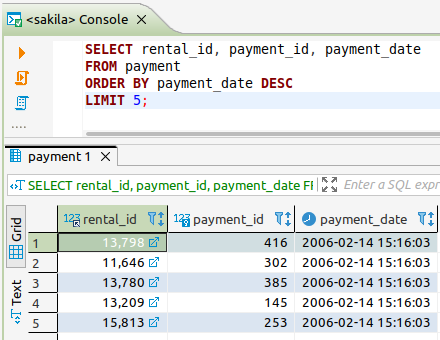 <sakila> Console
SELECT rental_id, payment_id, payment_date
FROM payment
ORDER BY payment_date DESC
LIMIT 5;
payment 1
SELECT rental_id, payment_id, payment_date FF Enter a SQL expr
Grid
Text
123 rental_id 123 payment_id payment_date
1 13,798 416 2006-02-14 15:16:03
2 11,646 302 2006-02-14 15:16:03
3 13,780 385 2006-02-14 15:16:03
4 13,209 145 2006-02-14 15:16:03
5 15,813 253 2006-02-14 15:16:03